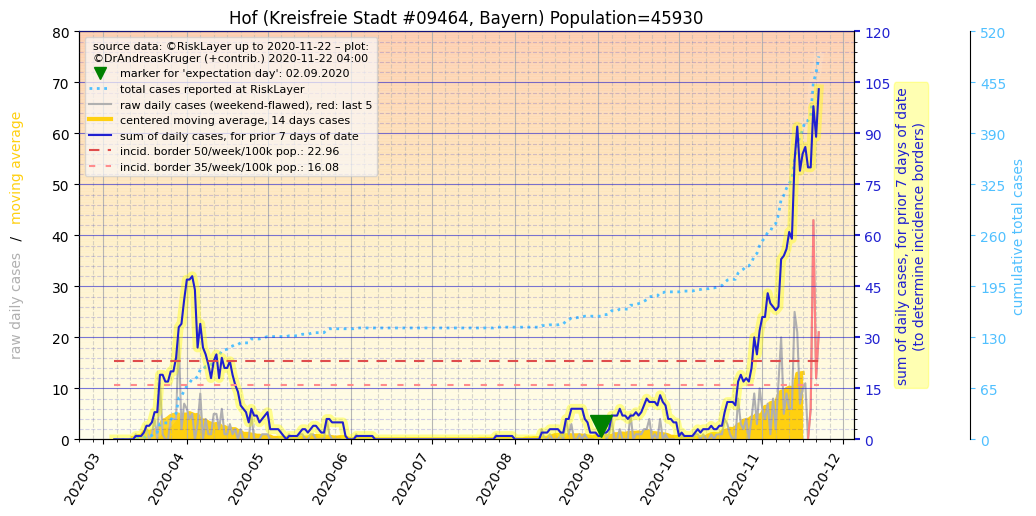 Hof (Kreisfreie Stadt #09464, Bayern) Population=45930
source data: ©RiskLayer up to 2020-11-22 – plot:
©DrAndreasKruger (+contrib.) 2020-11-22 04:00
marker for 'expectation day': 02.09.2020
total cases reported at RiskLayer
raw daily cases (weekend-flawed), red: last 5
centered moving average, 14 days cases
sum of daily cases, for prior 7 days of date
incid. border 50/week/100k pop.: 22.96
incid. border 35/week/100k pop.: 16.08
raw daily cases / moving average
80
70
60
50
40
30
20
10
0
2020-03
2020-04
2020-05
2020-06
2020-07
2020-08
2020-09
2020-10
2020-11
2020-12
120
105
90
75
60
45
30
15
0
sum of daily cases, for prior 7 days of date
(to determine incidence borders)
520
455
390
325
260
195
130
65
0
cumulative total cases